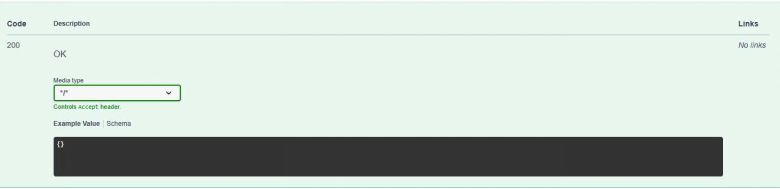 Code Description Links
200 OK No links
Media type
*/*
Controls Accept header.
Example Value Schema
{}